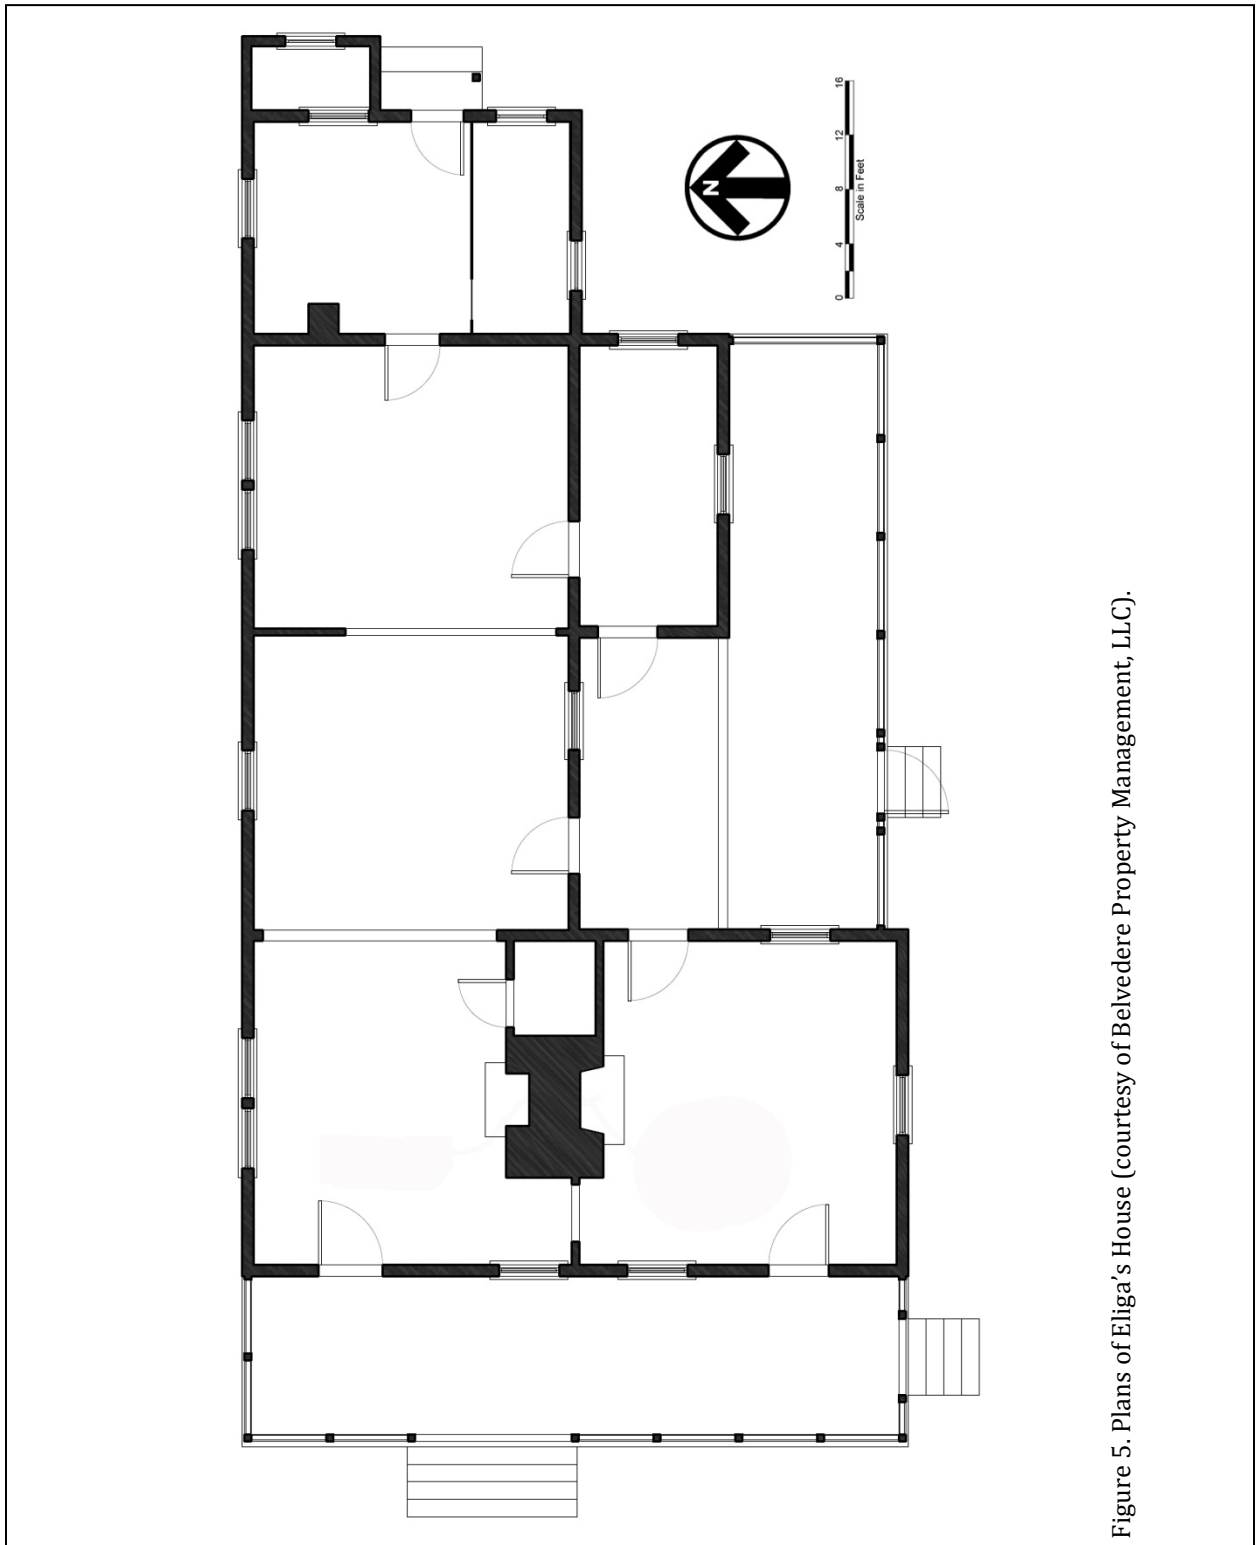 N
16
12
8
4
0
Scale in Feet
Figure 5. Plans of Eliga’s House (courtesy of Belvedere Property Management, LLC).